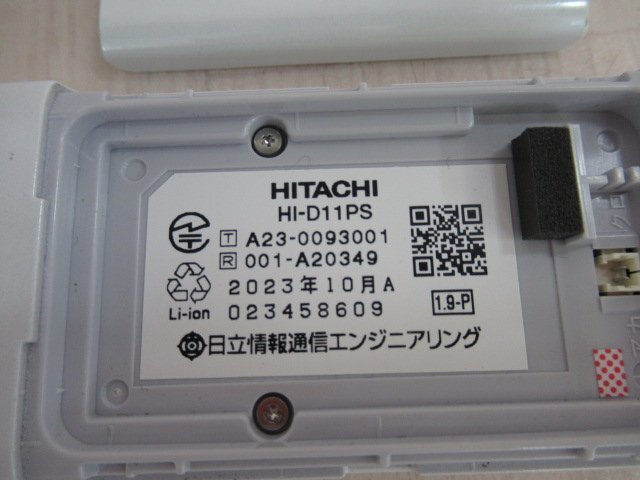 HITACHI
HI-D11PS
T A23-0093001
R 001-A20349
2023年10月A
Li-ion 023458609
1.9-P
日立情報通信エンジニアリング